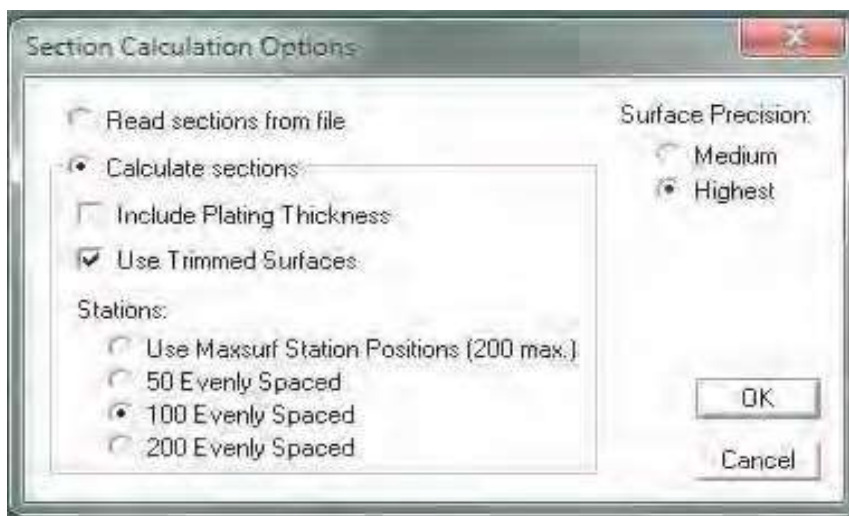 Section Calculation Options
Read sections from file
Calculate sections
Include Plating Thickness
Use Trimmed Surfaces
Stations:
Use Maxsurf Station Positions (200 max.)
50 Evenly Spaced
100 Evenly Spaced
200 Evenly Spaced
Surface Precision:
Medium
Highest
OK
Cancel